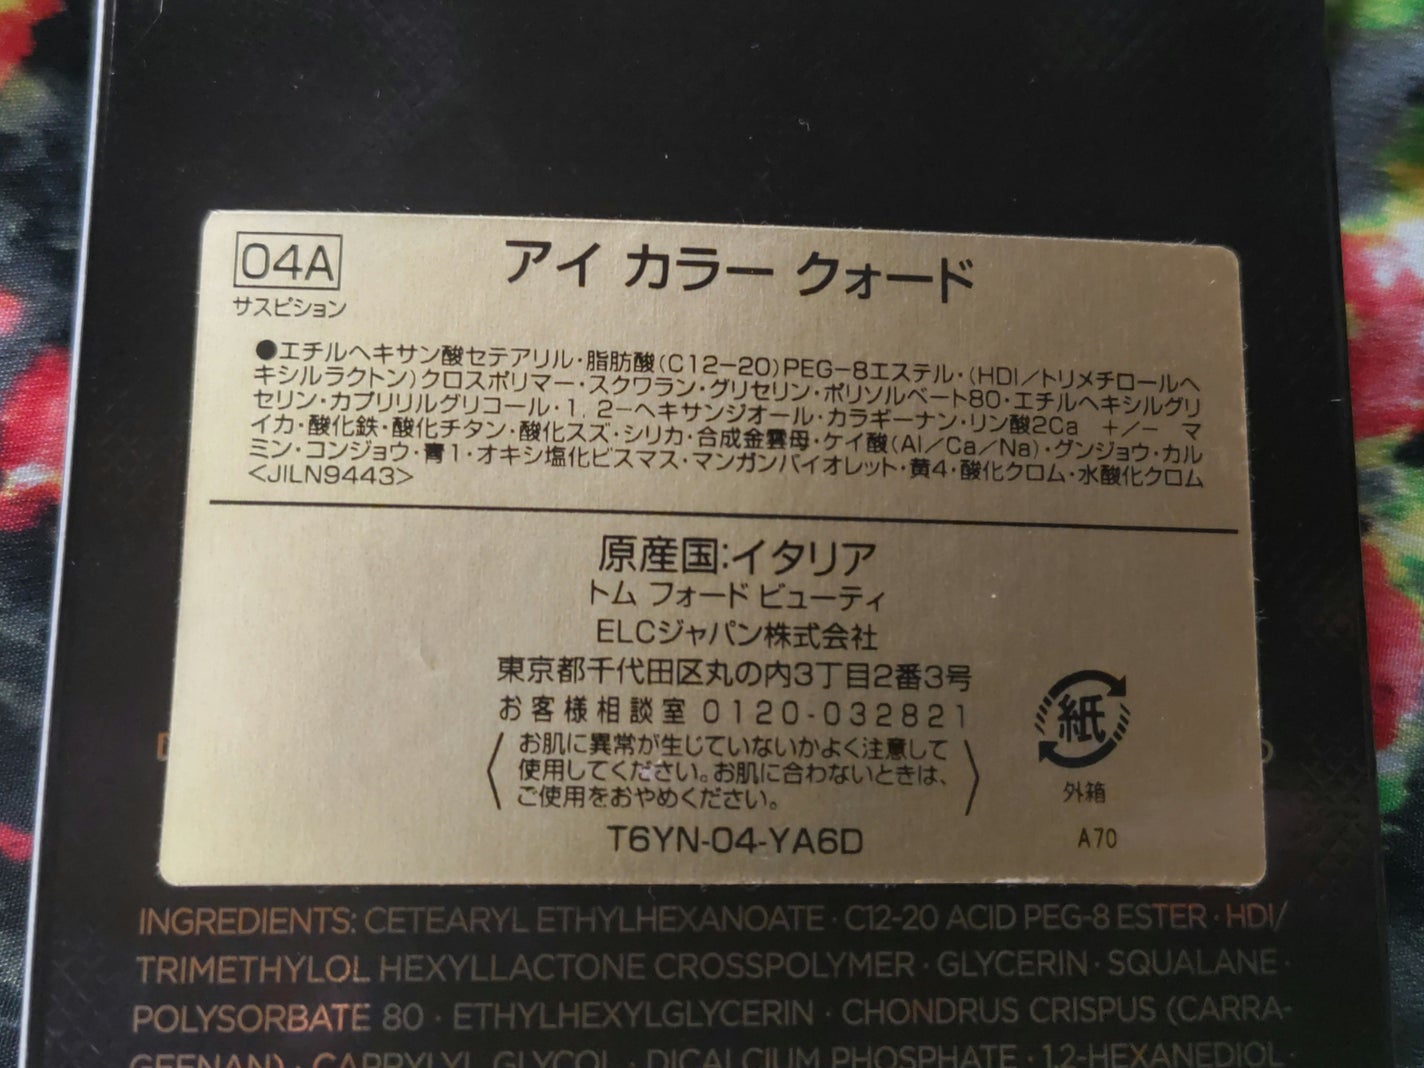 04A
サスピション
アイ カラー クォード
●エチルヘキサン酸セテアリル・脂肪酸(C12-20)PEG-8エステル・(HDI/トリメチロールヘ
キシルラクトン)クロスポリマー・スクワラン・グリセリン・ポリソルベート80・エチルヘキシルグリ
セリン・カプリリルグリコール・1,2-ヘキサンジオール・カラギーナン・リン酸2Ca +/- マ
イカ・酸化鉄・酸化チタン・酸化スズ・シリカ・合成金雲母・ケイ酸(Al/Ca/Na)・グンジョウ・カル
ミン・コンジョウ・青1・オキシ塩化ビスマス・マンガンバイオレット・黄4・酸化クロム・水酸化クロム
<JILN9443>
原産国:イタリア
トム フォード ビューティ
ELCジャパン株式会社
東京都千代田区丸の内3丁目2番3号
お客様相談室 0120-032821
お肌に異常が生じていないかよく注意して
使用してください。お肌に合わないときは、
ご使用をおやめください。
T6YN-04-YA6D
紙
外箱
A70
INGREDIENTS: CETEARYL ETHYLHEXANOATE · C12-20 ACID PEG-8 ESTER · HDI/
TRIMETHYLOL HEXYLLACTONE CROSSPOLYMER · GLYCERIN · SQUALANE ·
POLYSORBATE 80 · ETHYLHEXYLGLYCERIN · CHONDRUS CRISPUS (CARRA-
GEENAN) · CAPRYLYL GLYCOL · DICALCIUM PHOSPHATE · 1,2-HEXANEDIOL ·